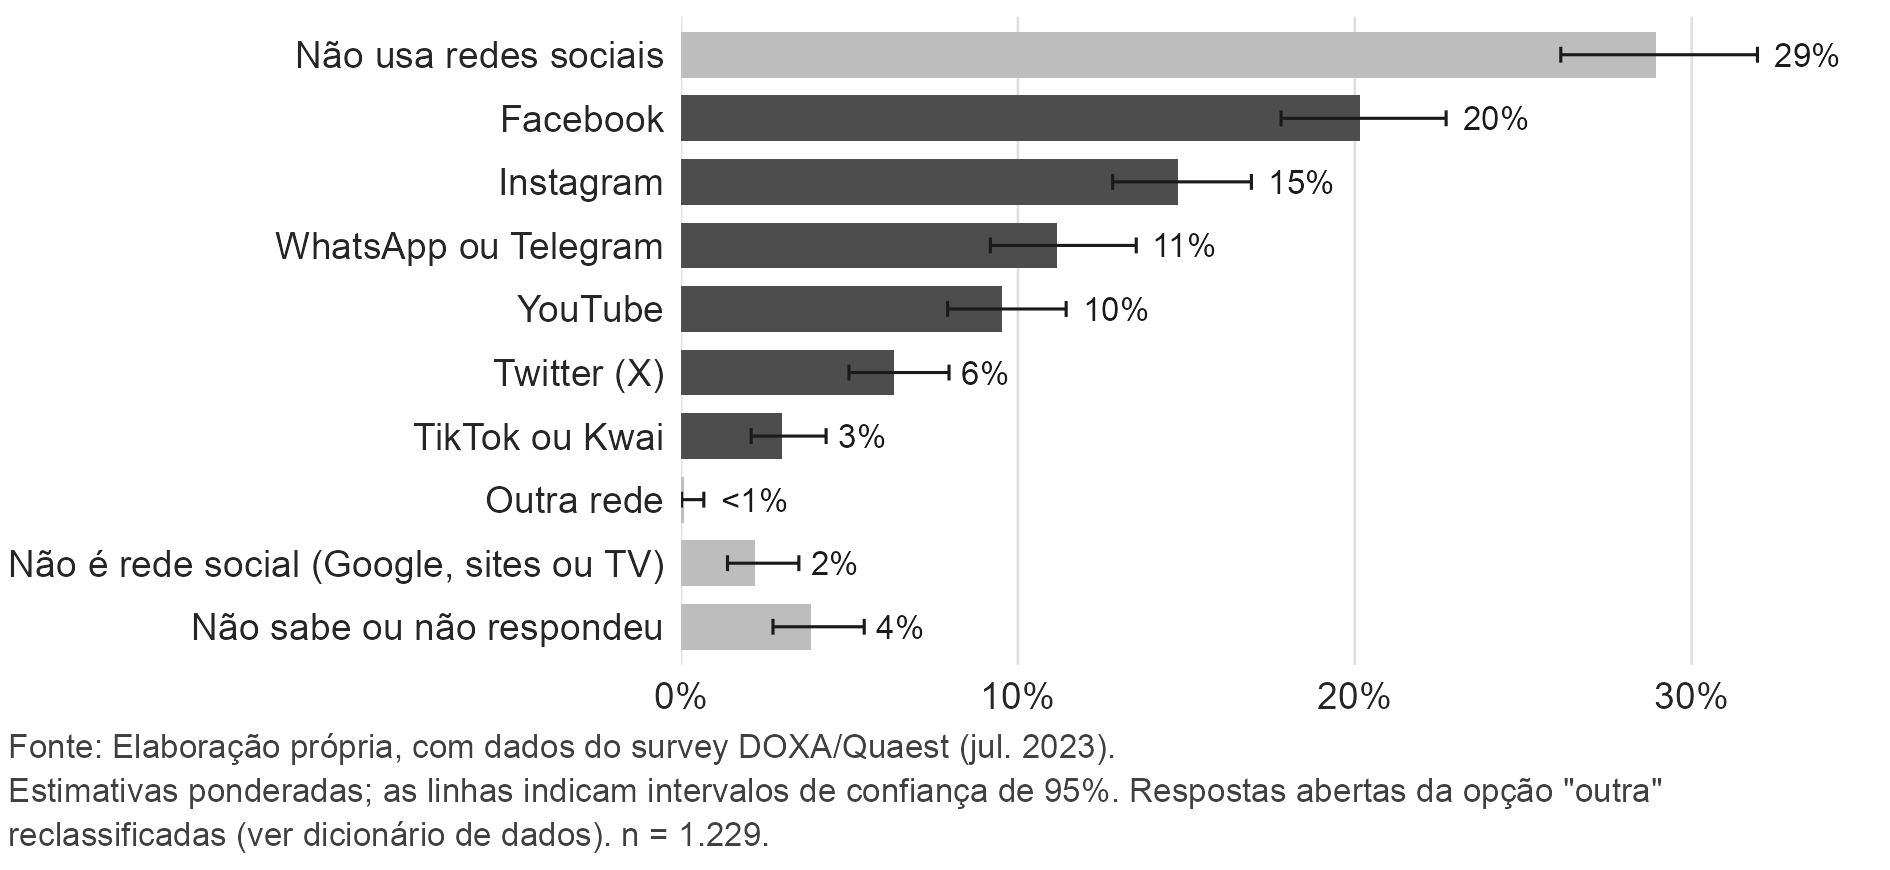 Não usa redes sociais 29%
Facebook 20%
Instagram 15%
WhatsApp ou Telegram 11%
YouTube 10%
Twitter (X) 6%
TikTok ou Kwai 3%
Outra rede <1%
Não é rede social (Google, sites ou TV) 2%
Não sabe ou não respondeu 4%
0% 10% 20% 30%
Fonte: Elaboração própria, com dados do survey DOXA/Quaest (jul. 2023).
Estimativas ponderadas; as linhas indicam intervalos de confiança de 95%. Respostas abertas da opção "outra"
reclassificadas (ver dicionário de dados). n = 1.229.